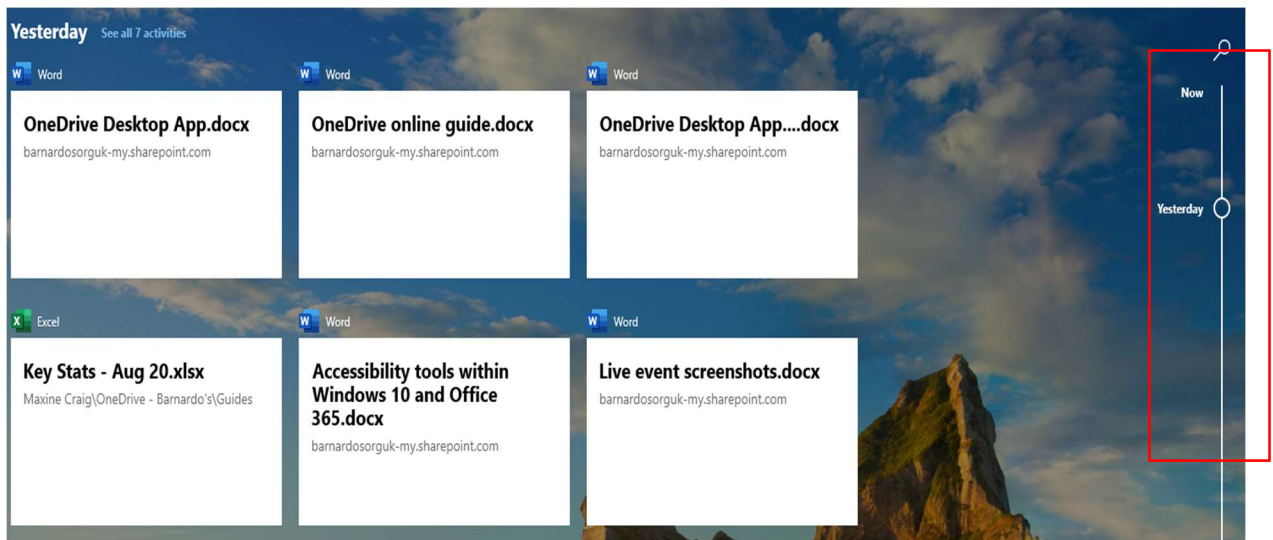 Yesterday See all 7 activities
Word Word Word
OneDrive Desktop App.docx
barnardosorguk-my.sharepoint.com
OneDrive online guide.docx
barnardosorguk-my.sharepoint.com
OneDrive Desktop App....docx
barnardosorguk-my.sharepoint.com
Excel Word Word
Key Stats - Aug 20.xlsx
Maxine Craig\OneDrive - Barnardo's\Guides
Accessibility tools within
Windows 10 and Office
365.docx
barnardosorguk-my.sharepoint.com
Live event screenshots.docx
barnardosorguk-my.sharepoint.com
Now
Yesterday